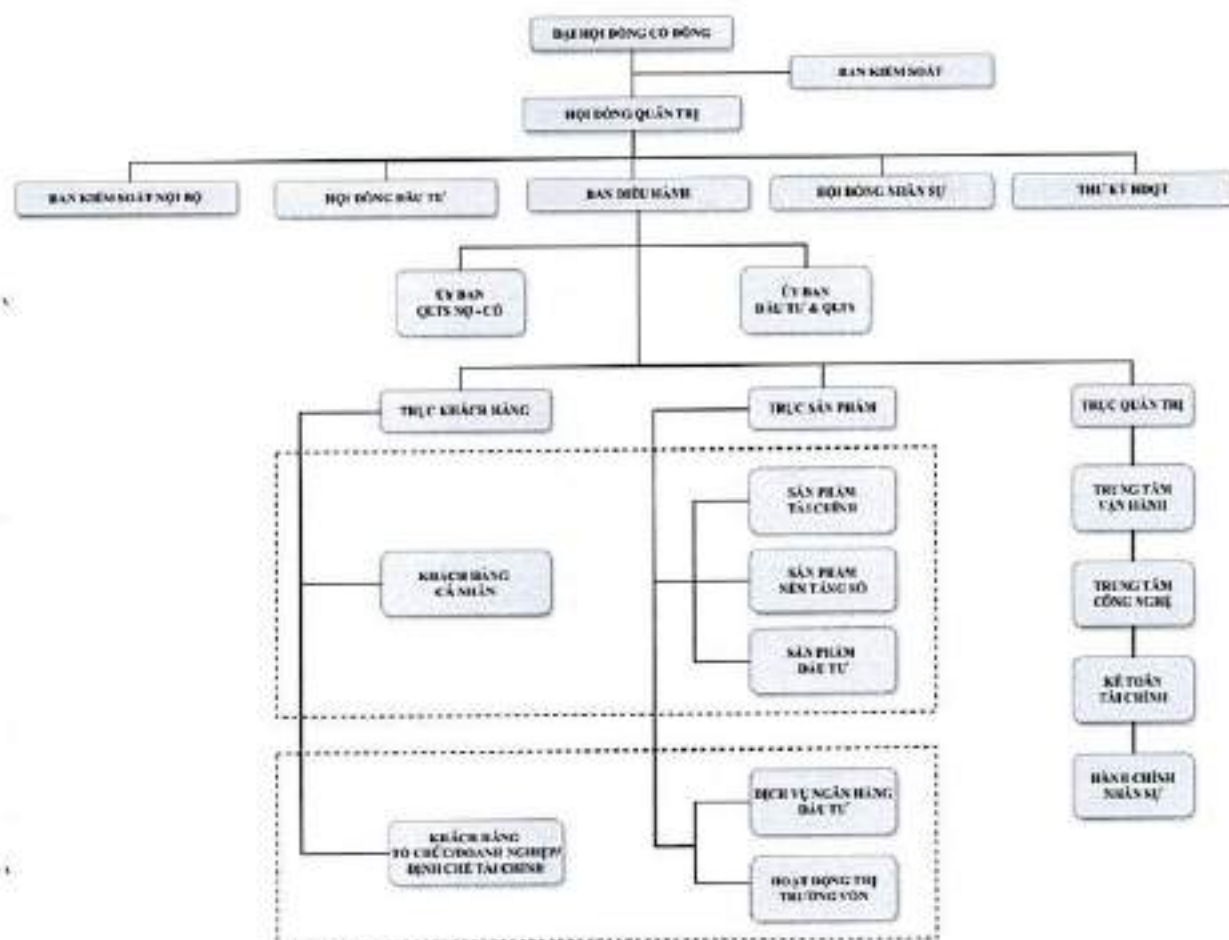 ĐẠI HỘI ĐỒNG CỔ ĐÔNG
BAN KIỂM SOÁT
HỘI ĐỒNG QUẢN TRỊ
BAN KIỂM SOÁT NỘI BỘ
HỘI ĐỒNG ĐẦU TƯ
BAN ĐIỀU HÀNH
HỘI ĐỒNG NHÂN SỰ
THƯ KÝ HĐQT
ỦY BAN
QLTS NỢ - CÓ
ỦY BAN
ĐẦU TƯ & QLTS
TRỤC KHÁCH HÀNG
TRỤC SẢN PHẨM
TRỤC QUẢN TRỊ
SẢN PHẨM
TÀI CHÍNH
TRUNG TÂM
VẬN HÀNH
KHÁCH HÀNG
CÁ NHÂN
SẢN PHẨM
NỀN TẢNG SỐ
TRUNG TÂM
CÔNG NGHỆ
SẢN PHẨM
ĐẦU TƯ
KẾ TOÁN
TÀI CHÍNH
DỊCH VỤ NGÂN HÀNG
ĐẦU TƯ
HÀNH CHÍNH
NHÂN SỰ
KHÁCH HÀNG
TỔ CHỨC/DOANH NGHIỆP/
ĐỊNH CHẾ TÀI CHÍNH
HOẠT ĐỘNG THỊ
TRƯỜNG VỐN